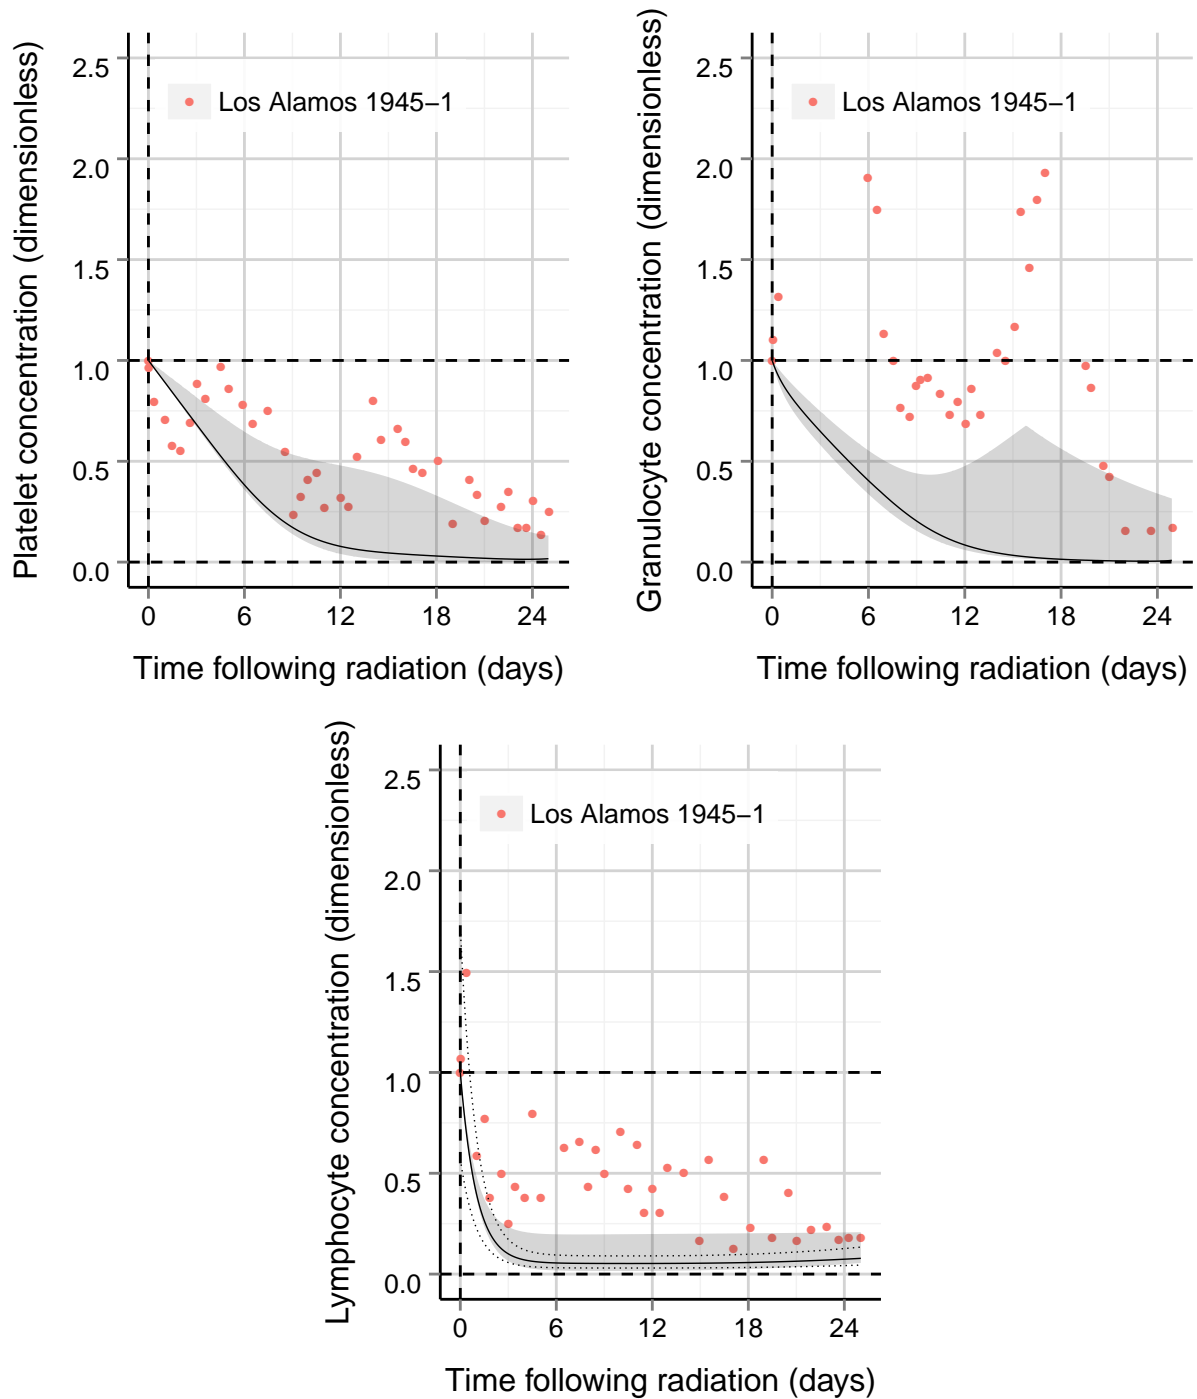 Platelet concentration (dimensionless)
2.5
2.0
1.5
1.0
0.5
0.0
Los Alamos 1945−1
0 6 12 18 24
Time following radiation (days)
Granulocyte concentration (dimensionless)
2.5
2.0
1.5
1.0
0.5
0.0
Los Alamos 1945−1
0 6 12 18 24
Time following radiation (days)
Lymphocyte concentration (dimensionless)
2.5
2.0
1.5
1.0
0.5
0.0
Los Alamos 1945−1
0 6 12 18 24
Time following radiation (days)